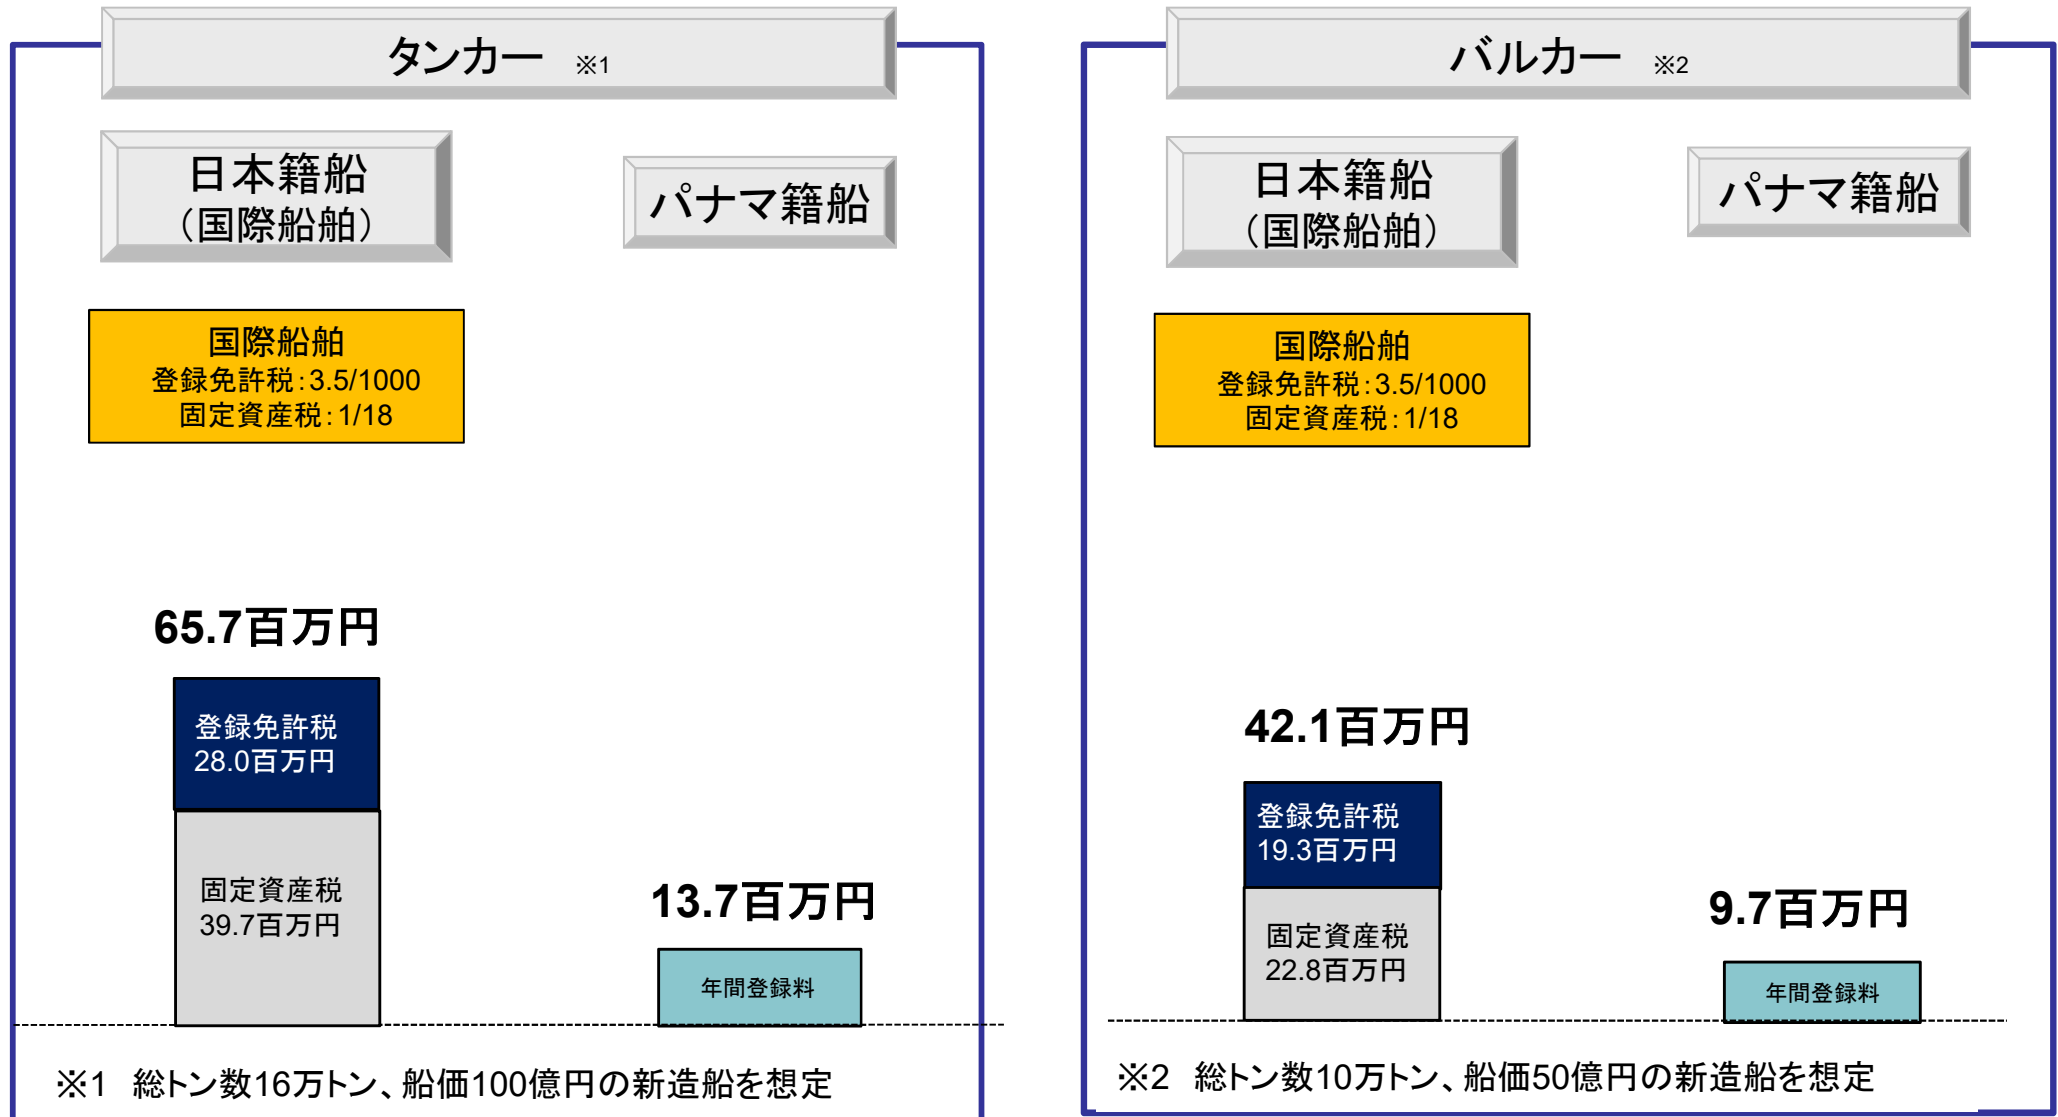 タンカー ※1
日本籍船
（国際船舶）
パナマ籍船
国際船舶
登録免許税：3.5/1000
固定資産税：1/18
65.7百万円
登録免許税
28.0百万円
固定資産税
39.7百万円
13.7百万円
年間登録料
※1 総トン数16万トン、船価100億円の新造船を想定
バルカー ※2
日本籍船
（国際船舶）
パナマ籍船
国際船舶
登録免許税：3.5/1000
固定資産税：1/18
42.1百万円
登録免許税
19.3百万円
固定資産税
22.8百万円
9.7百万円
年間登録料
※2 総トン数10万トン、船価50億円の新造船を想定